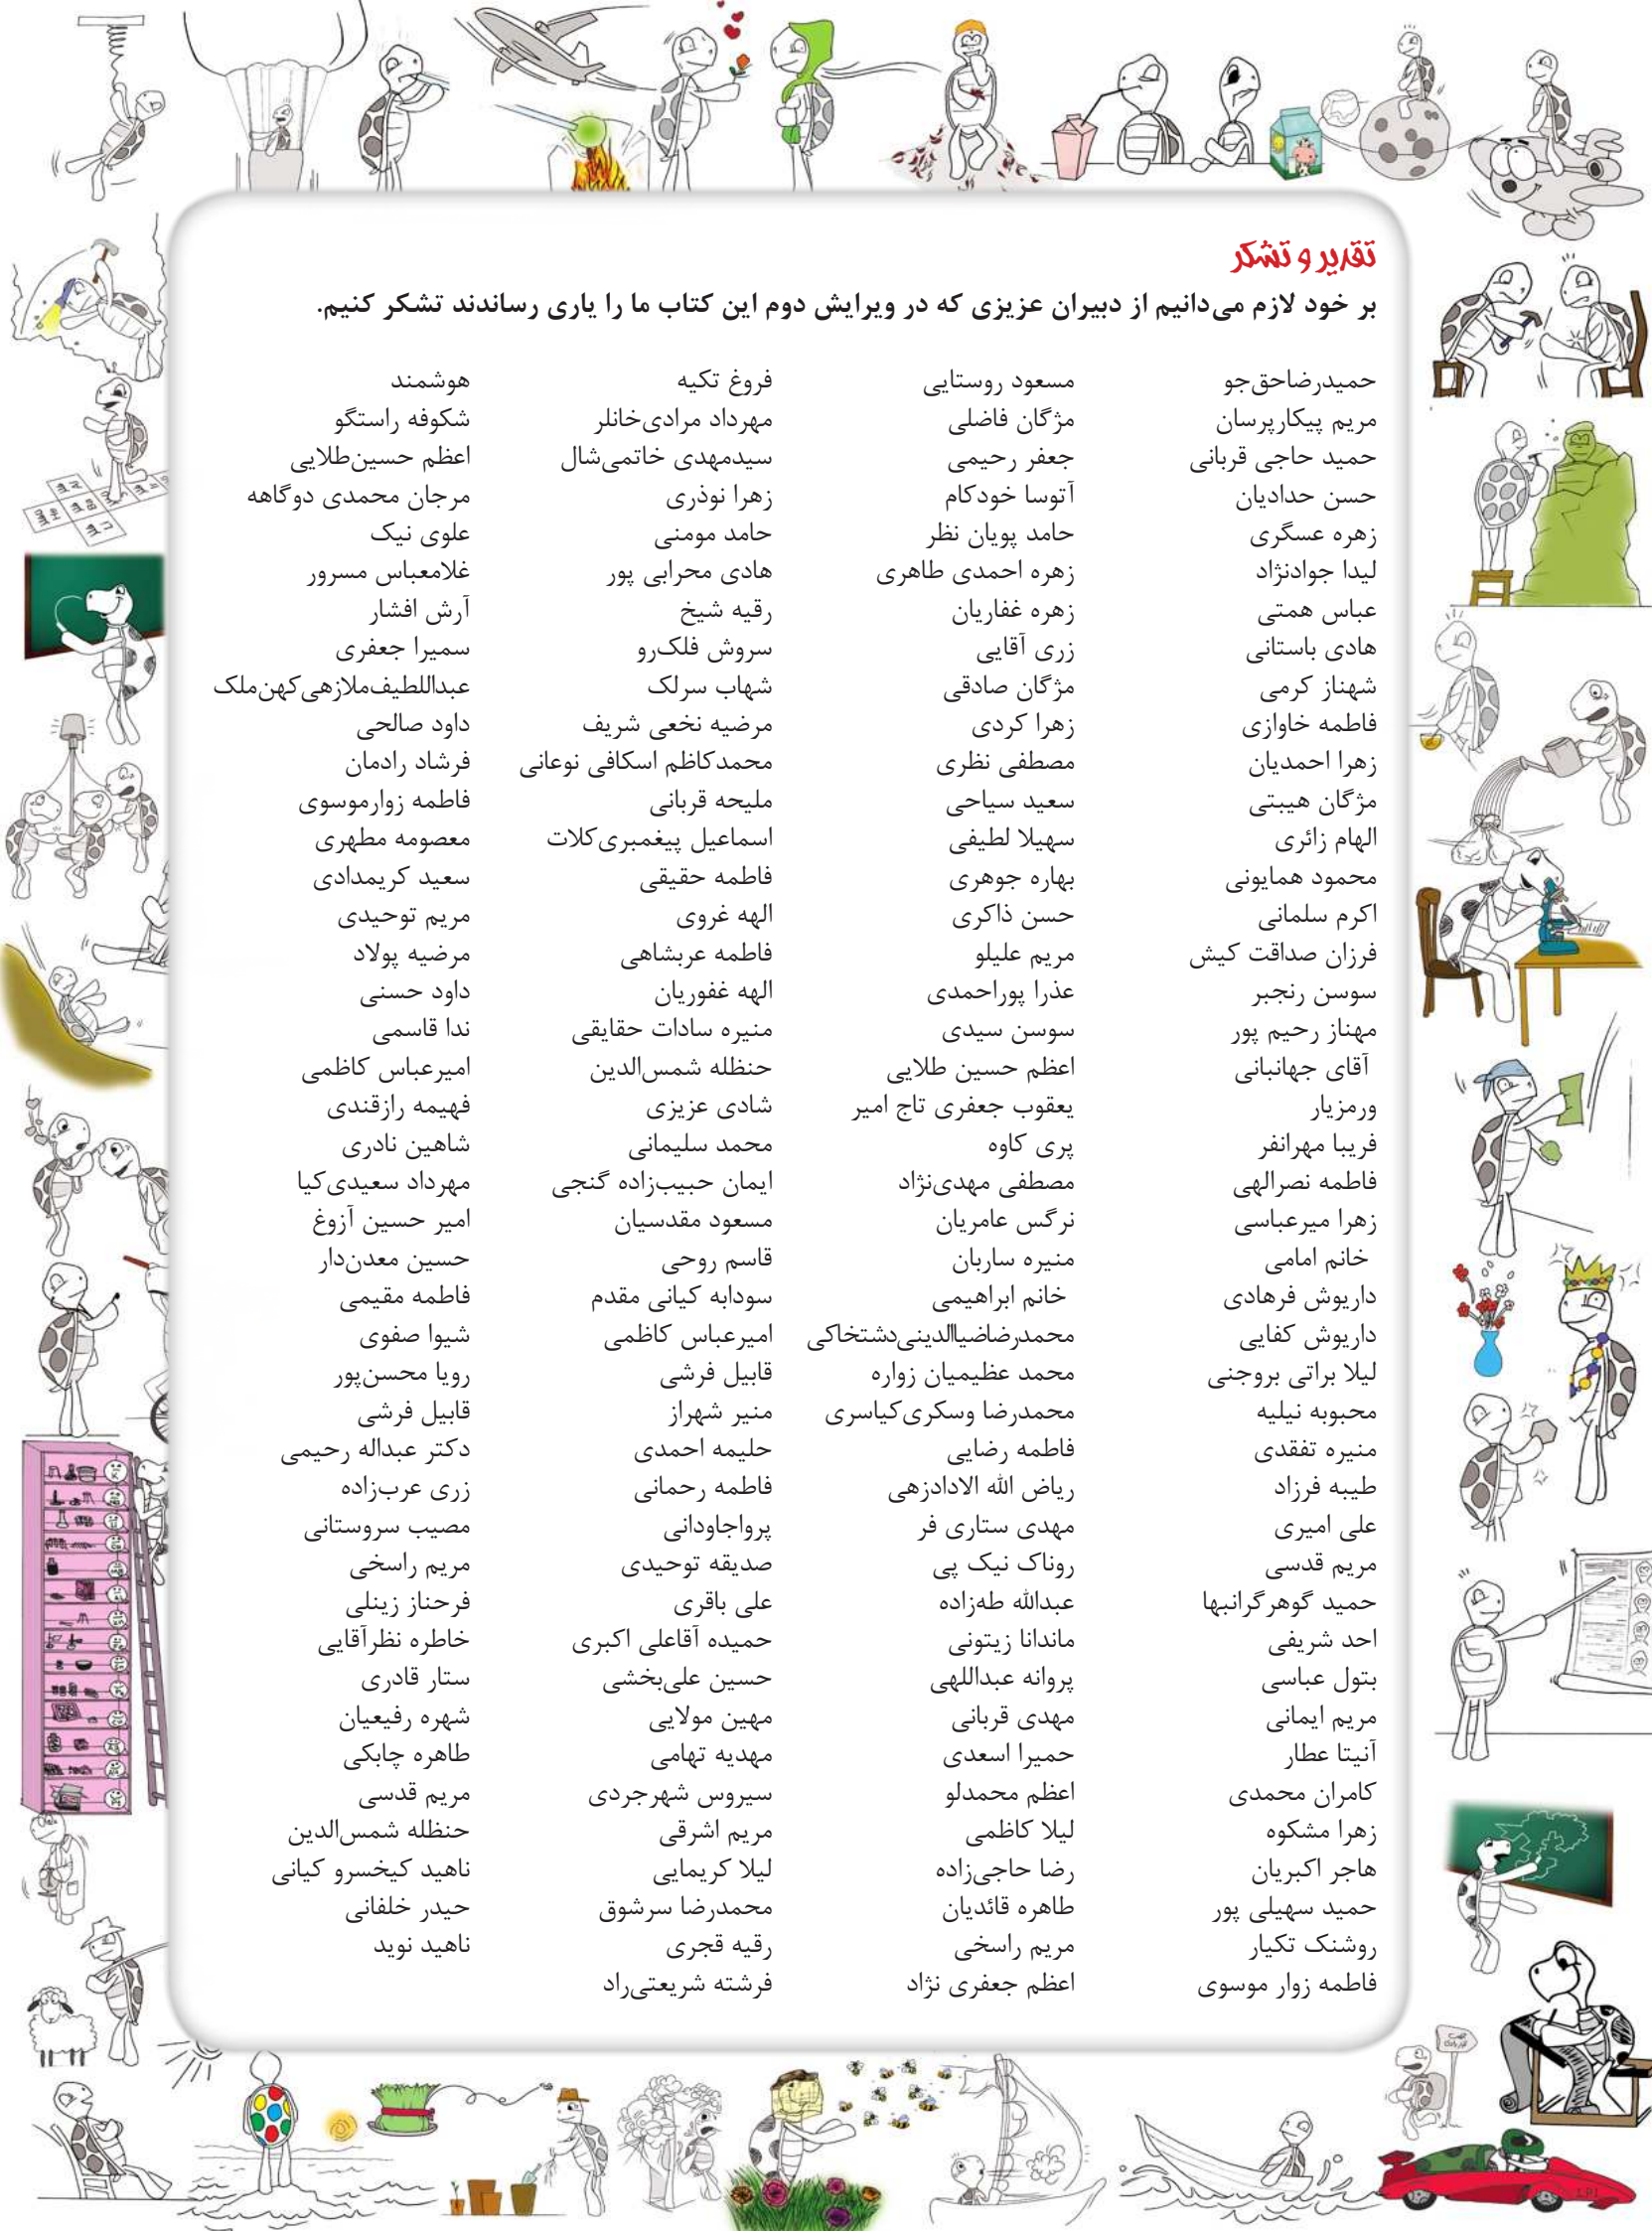 تقدیر و تشکر
بر خود لازم می‌دانیم از دبیران عزیزی که در ویرایش دوم این کتاب ما را یاری رساندند تشکر کنیم.
حمیدرضاحق‌جو
مریم پیکارپرسان
حمید حاجی قربانی
حسن حدادیان
زهره عسگری
لیدا جوادنژاد
عباس همتی
هادی باستانی
شهناز کرمی
فاطمه خاوازی
زهرا احمدیان
مژگان هیبتی
الهام زائری
محمود همایونی
اکرم سلمانی
فرزان صداقت کیش
سوسن رنجبر
مهناز رحیم پور
آقای جهانبانی
ورمزیار
فریبا مهرانفر
فاطمه نصرالهی
زهرا میرعباسی
خانم امامی
داریوش فرهادی
داریوش کفایی
لیلا براتی بروجنی
محبوبه نیلیه
منیره تفقدی
طیبه فرزاد
علی امیری
مریم قدسی
حمید گوهرگرانبها
احد شریفی
بتول عباسی
مریم ایمانی
آنیتا عطار
کامران محمدی
زهرا مشکوه
هاجر اکبریان
حمید سهیلی پور
روشنک تکیار
فاطمه زوار موسوی
مسعود روستایی
مژگان فاضلی
جعفر رحیمی
آتوسا خودکام
حامد پویان نظر
زهره احمدی طاهری
زهره غفاریان
زری آقایی
مژگان صادقی
زهرا کردی
مصطفی نظری
سعید سیاحی
سهیلا لطیفی
بهاره جوهری
حسن ذاکری
مریم علیلو
عذرا پوراحمدی
سوسن سیدی
اعظم حسین طلایی
یعقوب جعفری تاج امیر
پری کاوه
مصطفی مهدی‌نژاد
نرگس عامریان
منیره ساربان
خانم ابراهیمی
محمدرضاضیاالدینی‌دشتخاکی
محمد عظیمیان زواره
محمدرضا وسکری‌کیاسری
فاطمه رضایی
ریاض الله الادادزهی
مهدی ستاری فر
روناک نیک پی
عبدالله طه‌زاده
ماندانا زیتونی
پروانه عبداللهی
مهدی قربانی
حمیرا اسعدی
اعظم محمدلو
لیلا کاظمی
رضا حاجی‌زاده
طاهره قائدیان
مریم راسخی
اعظم جعفری نژاد
فروغ تکیه
مهرداد مرادی‌خانلر
سیدمهدی خاتمی‌شال
زهرا نوذری
حامد مومنی
هادی محرابی پور
رقیه شیخ
سروش فلک‌رو
شهاب سرلک
مرضیه نخعی شریف
محمدکاظم اسکافی نوعانی
ملیحه قربانی
اسماعیل پیغمبری‌کلات
فاطمه حقیقی
الهه غروی
فاطمه عربشاهی
الهه غفوریان
منیره سادات حقایقی
حنظله شمس‌الدین
شادی عزیزی
محمد سلیمانی
ایمان حبیب‌زاده گنجی
مسعود مقدسیان
قاسم روحی
سودابه کیانی مقدم
امیرعباس کاظمی
قابیل فرشی
منیر شهراز
حلیمه احمدی
فاطمه رحمانی
پرواجاودانی
صدیقه توحیدی
علی باقری
حمیده آقاعلی اکبری
حسین علی‌بخشی
مهین مولایی
مهدیه تهامی
سیروس شهرجردی
مریم اشرقی
لیلا کریمایی
محمدرضا سرشوق
رقیه قجری
فرشته شریعتی‌راد
هوشمند
شکوفه راستگو
اعظم حسین‌طلایی
مرجان محمدی دوگاهه
علوی نیک
غلامعباس مسرور
آرش افشار
سمیرا جعفری
عبداللطیف‌ملازهی‌کهن‌ملک
داود صالحی
فرشاد رادمان
فاطمه زوارموسوی
معصومه مطهری
سعید کریمدادی
مریم توحیدی
مرضیه پولاد
داود حسنی
ندا قاسمی
امیرعباس کاظمی
فهیمه رازقندی
شاهین نادری
مهرداد سعیدی‌کیا
امیر حسین آزوغ
حسین معدن‌دار
فاطمه مقیمی
شیوا صفوی
رویا محسن‌پور
قابیل فرشی
دکتر عبداله رحیمی
زری عرب‌زاده
مصیب سروستانی
مریم راسخی
فرحناز زینلی
خاطره نظرآقایی
ستار قادری
شهره رفیعیان
طاهره چابکی
مریم قدسی
حنظله شمس‌الدین
ناهید کیخسرو کیانی
حیدر خلفانی
ناهید نوید